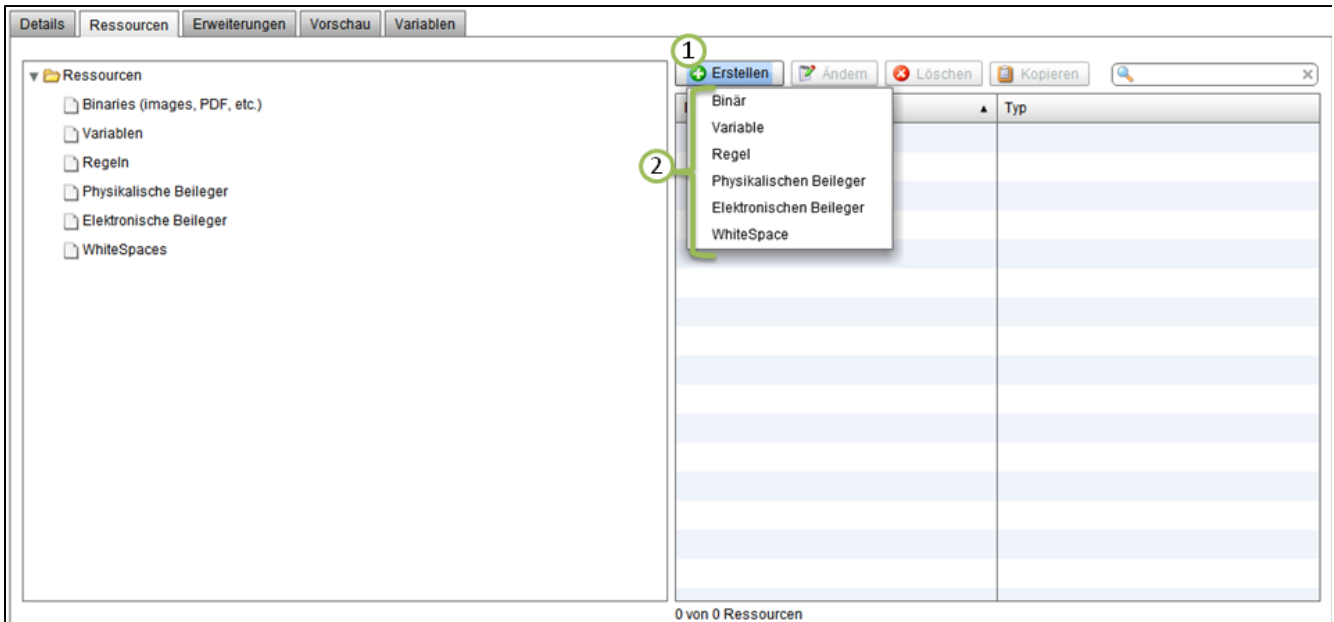 Details Ressourcen Erweiterungen Vorschau Variablen
1
Erstellen Ändern Löschen Kopieren
Ressourcen
Binaries (images, PDF, etc.)
Variablen
Regeln
Physikalische Beileger
Elektronische Beileger
WhiteSpaces
Typ
2
Binär
Variable
Regel
Physikalischen Beileger
Elektronischen Beileger
WhiteSpace
0 von 0 Ressourcen